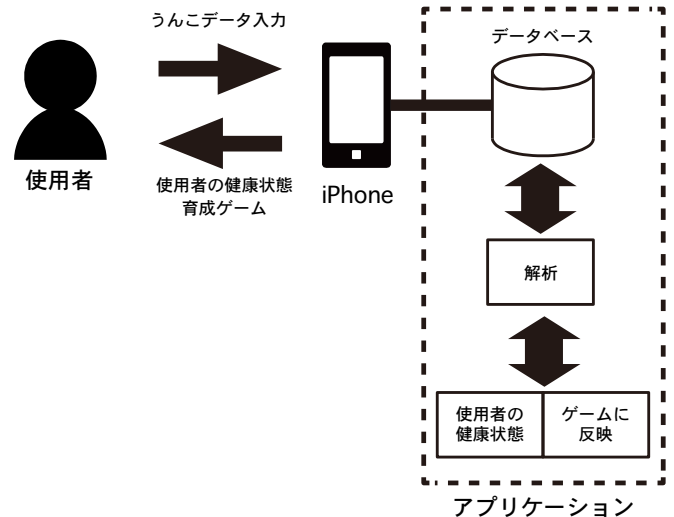 うんこデータ入力
使用者
使用者の健康状態
育成ゲーム
iPhone
データベース
解析
使用者の
健康状態
ゲームに
反映
アプリケーション